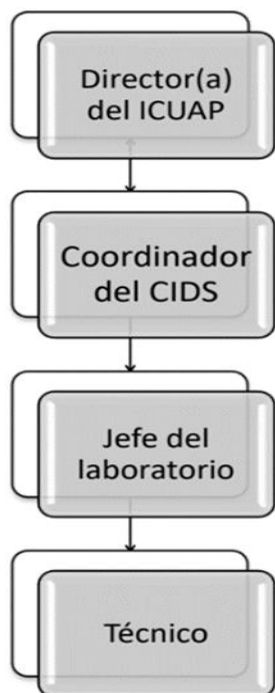 Director(a)
del ICUAP
Coordinador
del CIDS
Jefe del
laboratorio
Técnico